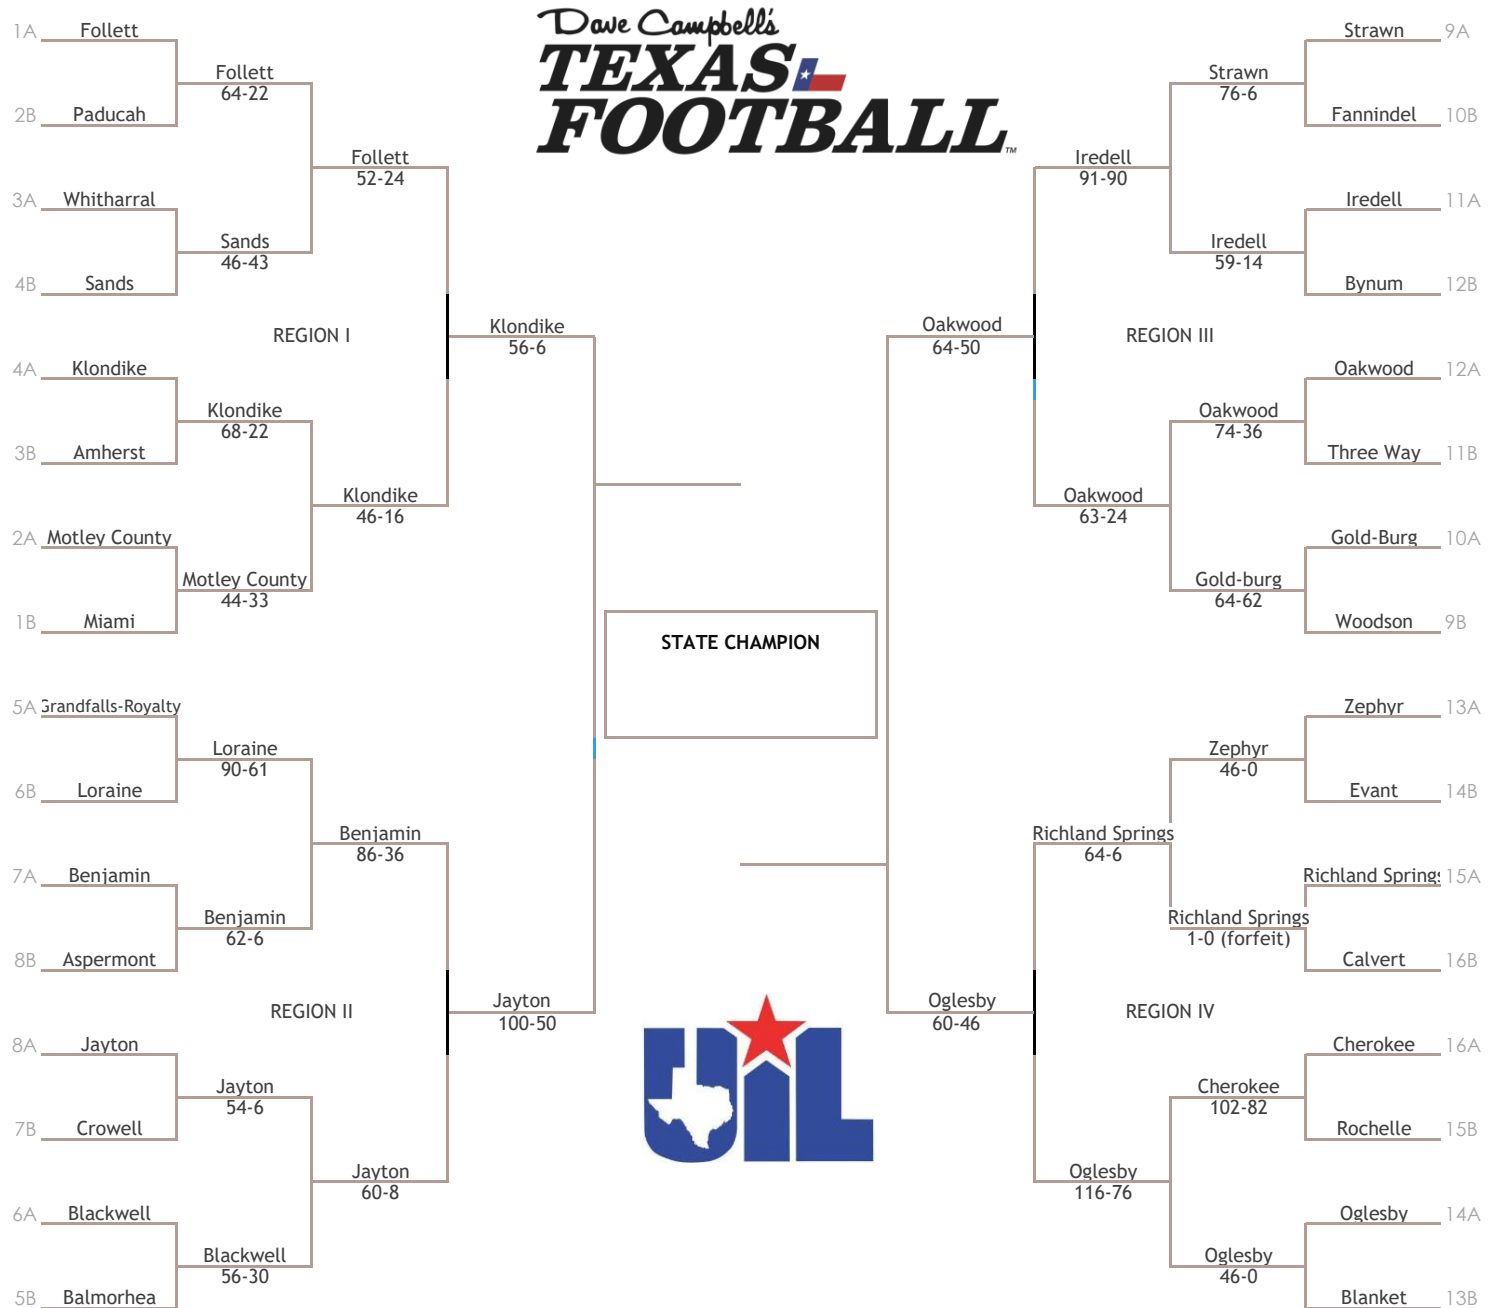 Dave Campbell's
TEXAS
FOOTBALL™
1A Follett
Follett
64-22
2B Paducah
Follett
52-24
3A Whitharral
Sands
46-43
4B Sands
REGION I
Klondike
56-6
4A Klondike
Klondike
68-22
3B Amherst
Klondike
46-16
2A Motley County
Motley County
44-33
1B Miami
5A Grandfalls-Royalty
Loraine
90-61
6B Loraine
Benjamin
86-36
7A Benjamin
Benjamin
62-6
8B Aspermont
REGION II
Jayton
100-50
8A Jayton
Jayton
54-6
7B Crowell
Jayton
60-8
6A Blackwell
Blackwell
56-30
5B Balmorhea
STATE CHAMPION
UIL
Strawn 9A
Strawn
76-6
Fannindel 10B
Iredell
91-90
Iredell 11A
Iredell
59-14
Bynum 12B
Oakwood
64-50
REGION III
Oakwood 12A
Oakwood
74-36
Three Way 11B
Oakwood
63-24
Gold-Burg 10A
Gold-burg
64-62
Woodson 9B
Zephyr 13A
Zephyr
46-0
Evant 14B
Richland Springs
64-6
Richland Springs 15A
Richland Springs
1-0 (forfeit)
Calvert 16B
Oglesby
60-46
REGION IV
Cherokee 16A
Cherokee
102-82
Rochelle 15B
Oglesby
116-76
Oglesby 14A
Oglesby
46-0
Blanket 13B